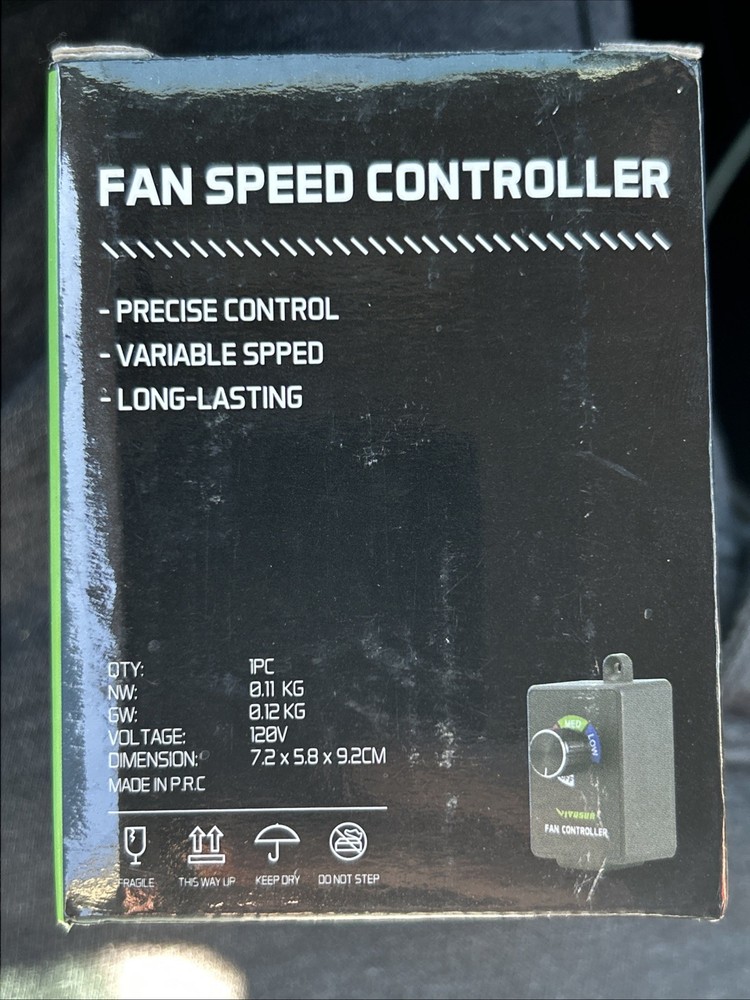 FAN SPEED CONTROLLER
- PRECISE CONTROL
- VARIABLE SPPED
- LONG-LASTING
QTY: 1PC
NW: 0.11 KG
GW: 0.12 KG
VOLTAGE: 120V
DIMENSION: 7.2 x 5.8 x 9.2CM
MADE IN P.R.C
FRAGILE THIS WAY UP KEEP DRY DO NOT STEP
MED
LOW
VIVOSUN
FAN CONTROLLER